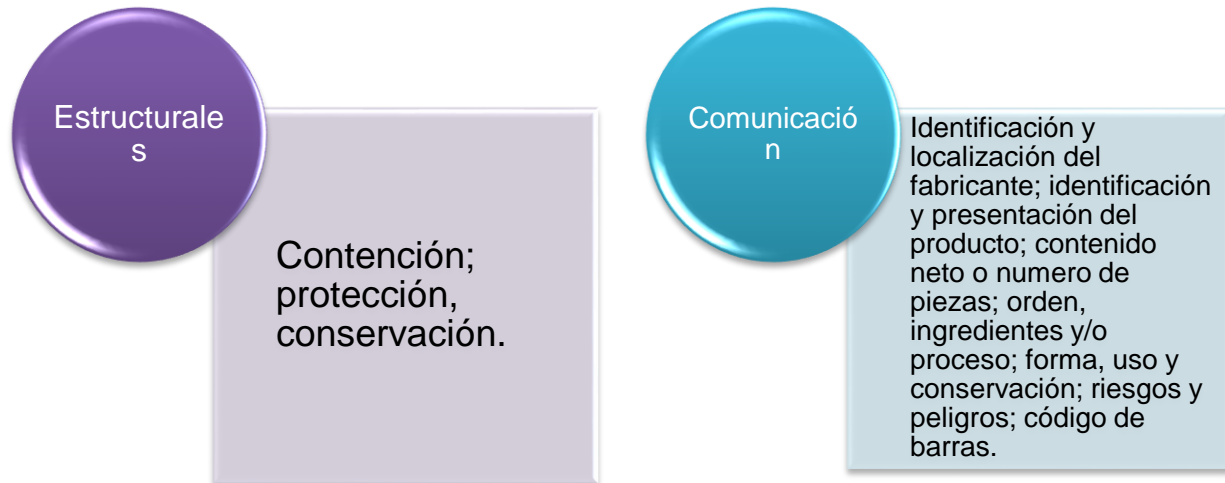 Estructurale
s
Contención;
protección,
conservación.
Comunicació
n
Identificación y
localización del
fabricante; identificación
y presentación del
producto; contenido
neto o numero de
piezas; orden,
ingredientes y/o
proceso; forma, uso y
conservación; riesgos y
peligros; código de
barras.